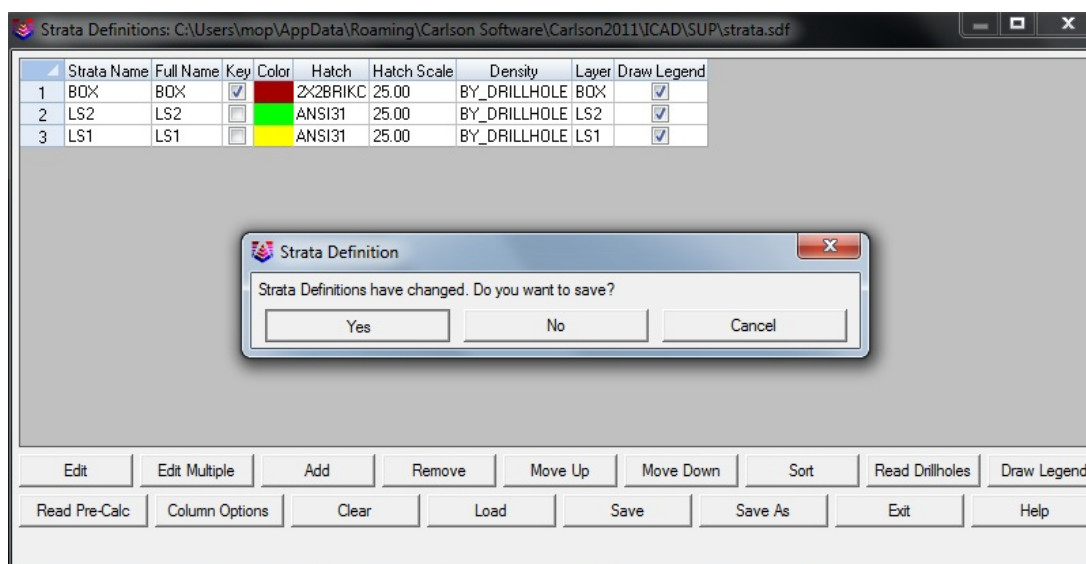 Strata Definitions: C:\Users\mop\AppData\Roaming\Carlson Software\Carlson2011\ICAD\SUP\strata.sdf
Strata Name Full Name Key Color Hatch Hatch Scale Density Layer Draw Legend
1 BOX BOX 2X2BRIKC 25.00 BY_DRILLHOLE BOX
2 LS2 LS2 ANSI31 25.00 BY_DRILLHOLE LS2
3 LS1 LS1 ANSI31 25.00 BY_DRILLHOLE LS1
Strata Definition
Strata Definitions have changed. Do you want to save?
Yes No Cancel
Edit Edit Multiple Add Remove Move Up Move Down Sort Read Drillholes Draw Legend
Read Pre-Calc Column Options Clear Load Save Save As Exit Help